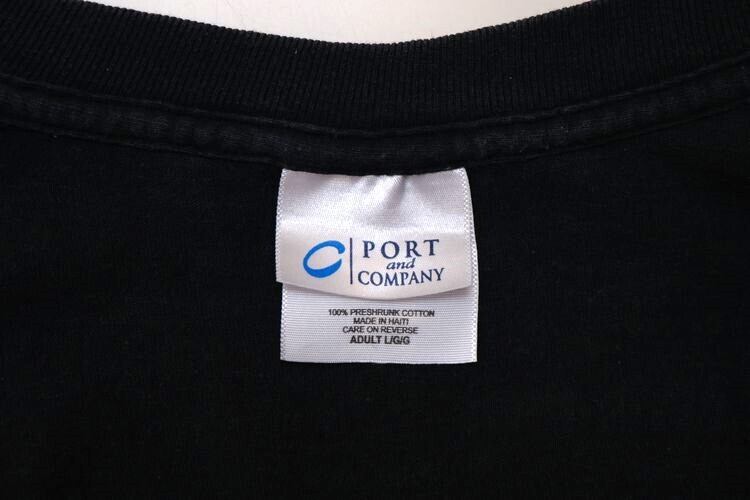 PORT
and
COMPANY
100% PRESHRUNK COTTON
MADE IN HAITI
CARE ON REVERSE
ADULT L/G/G